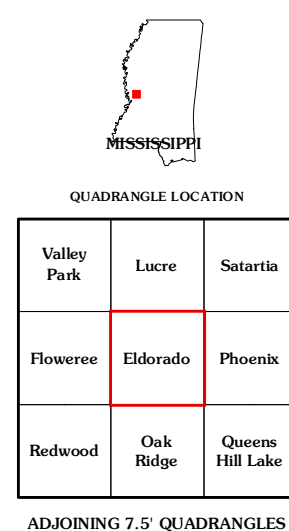 MISSISSIPPI
QUADRANGLE LOCATION
Valley
Park
Lucre
Satartia
Floweree
Eldorado
Phoenix
Redwood
Oak
Ridge
Queens
Hill Lake
ADJOINING 7.5' QUADRANGLES